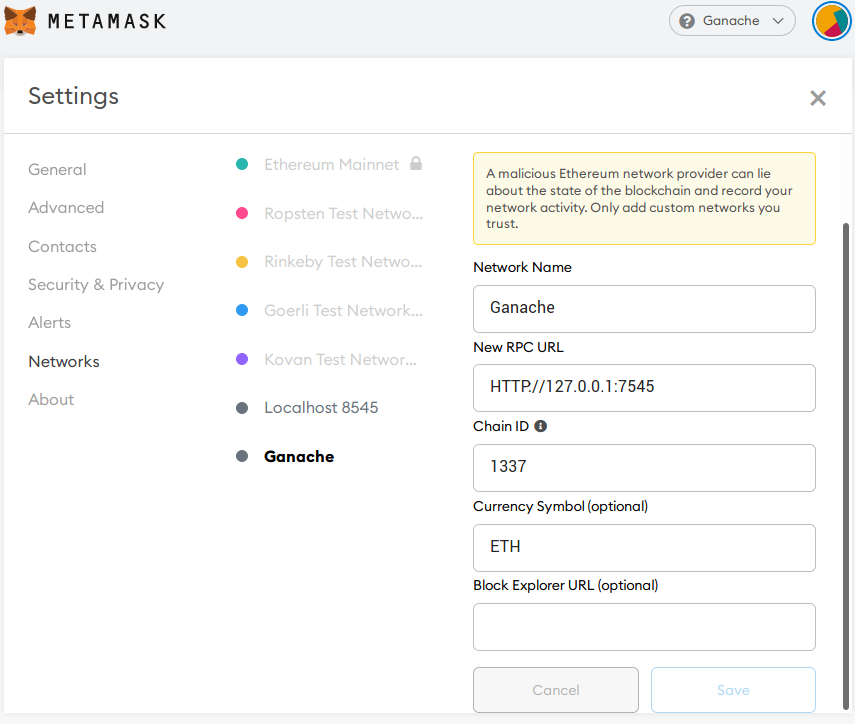 METAMASK
Ganache
Settings
General
Advanced
Contacts
Security & Privacy
Alerts
Networks
About
Ethereum Mainnet
Ropsten Test Netwo...
Rinkeby Test Netwo...
Goerli Test Network...
Kovan Test Networ...
Localhost 8545
Ganache
A malicious Ethereum network provider can lie
about the state of the blockchain and record your
network activity. Only add custom networks you
trust.
Network Name
Ganache
New RPC URL
HTTP://127.0.0.1:7545
Chain ID
1337
Currency Symbol (optional)
ETH
Block Explorer URL (optional)
Cancel
Save